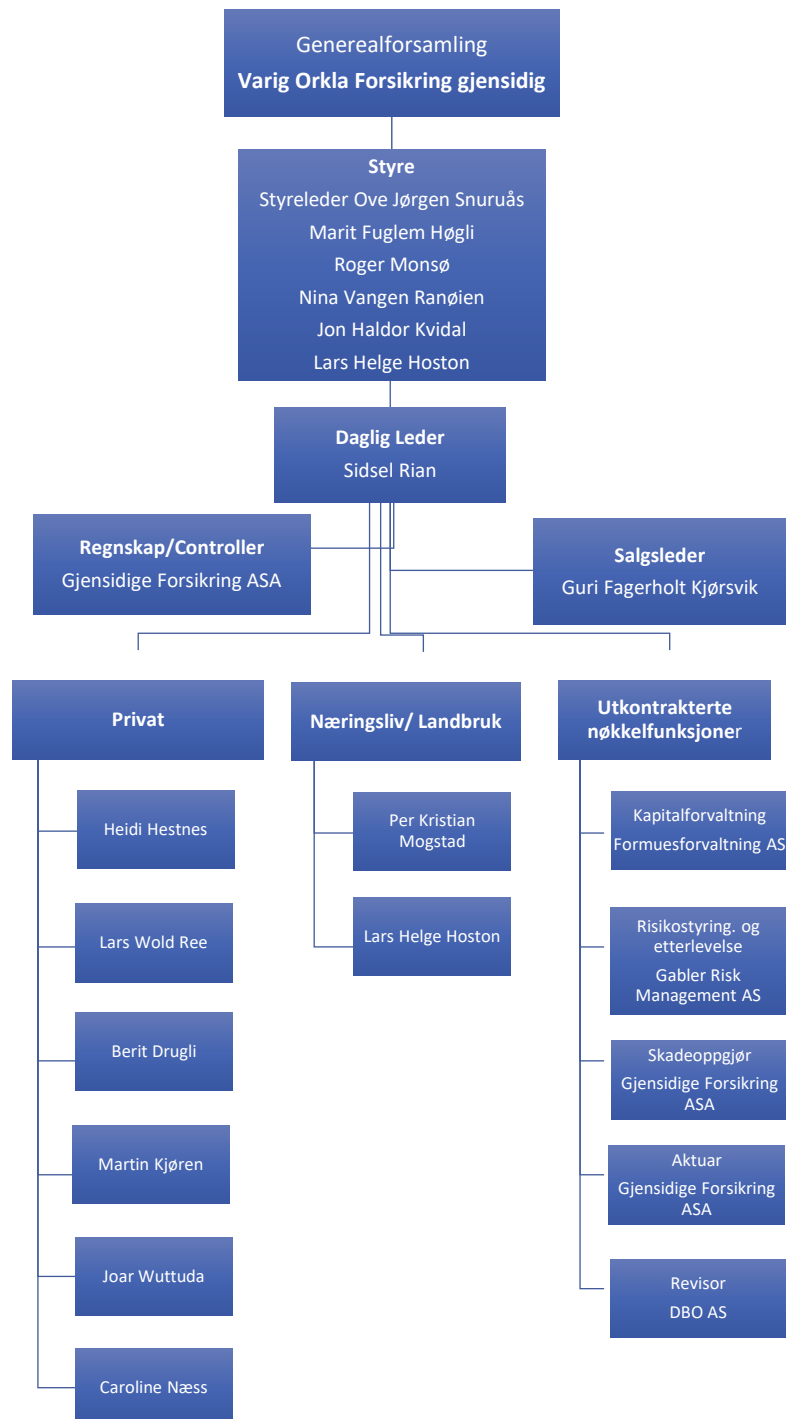 Generealforsamling
Varig Orkla Forsikring gjensidig
Styre
Styreleder Ove Jørgen Snuruås
Marit Fuglem Høgli
Roger Monsø
Nina Vangen Ranøien
Jon Haldor Kvidal
Lars Helge Hoston
Daglig Leder
Sidsel Rian
Regnskap/Controller
Gjensidige Forsikring ASA
Salgsleder
Guri Fagerholt Kjørsvik
Privat
Heidi Hestnes
Lars Wold Ree
Berit Drugli
Martin Kjøren
Joar Wuttuda
Caroline Næss
Næringsliv/ Landbruk
Per Kristian
Mogstad
Lars Helge Hoston
Utkontrakterte
nøkkelfunksjoner
Kapitalforvaltning
Formuesforvaltning AS
Risikostyring. og
etterlevelse
Gabler Risk
Management AS
Skadeoppgjør
Gjensidige Forsikring
ASA
Aktuar
Gjensidige Forsikring
ASA
Revisor
DBO AS